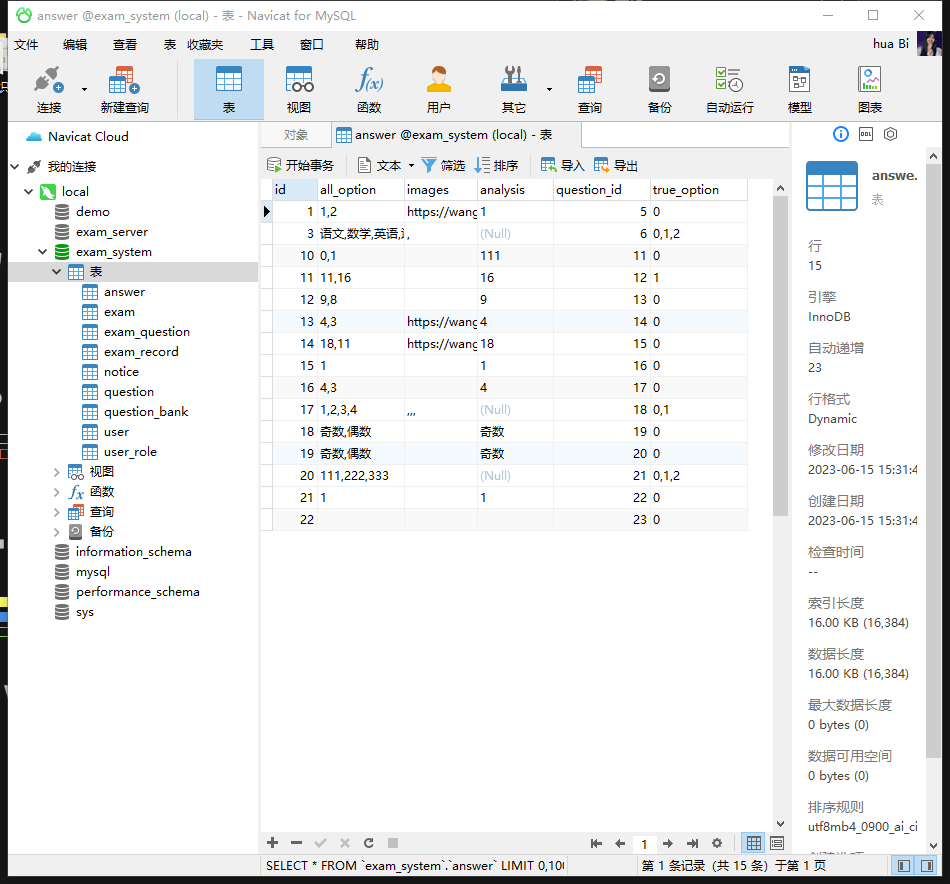 answer @exam_system (local) - 表 - Navicat for MySQL
文件 编辑 查看 表 收藏夹 工具 窗口 帮助 hua Bi
连接 新建查询 表 视图 函数 用户 其它 查询 备份 自动运行 模型 图表
Navicat Cloud
我的连接
local
demo
exam_server
exam_system
表
answer
exam
exam_question
exam_record
notice
question
question_bank
user
user_role
视图
函数
查询
备份
information_schema
mysql
performance_schema
sys
对象 answer @exam_system (local) - 表
开始事务 文本 筛选 排序 导入 导出
id all_option images analysis question_id true_option
1 1,2 https://wang 1 5 0
3 语文,数学,英语, , (Null) 6 0,1,2
10 0,1 111 11 0
11 11,16 16 12 1
12 9,8 9 13 0
13 4,3 https://wang 4 14 0
14 18,11 https://wang 18 15 0
15 1 1 16 0
16 4,3 4 17 0
17 1,2,3,4 ,,, (Null) 18 0,1
18 奇数,偶数 奇数 19 0
19 奇数,偶数 奇数 20 0
20 111,222,333 (Null) 21 0,1,2
21 1 1 22 0
22 23 0
1
SELECT * FROM `exam_system`.`answer` LIMIT 0,10
第 1 条记录 (共 15 条) 于第 1 页
DDL
answe.
表
行
15
引擎
InnoDB
自动递增
23
行格式
Dynamic
修改日期
2023-06-15 15:31:4
创建日期
2023-06-15 15:31:4
检查时间
--
索引长度
16.00 KB (16,384)
数据长度
16.00 KB (16,384)
最大数据长度
0 bytes (0)
数据可用空间
0 bytes (0)
排序规则
utf8mb4_0900_ai_ci